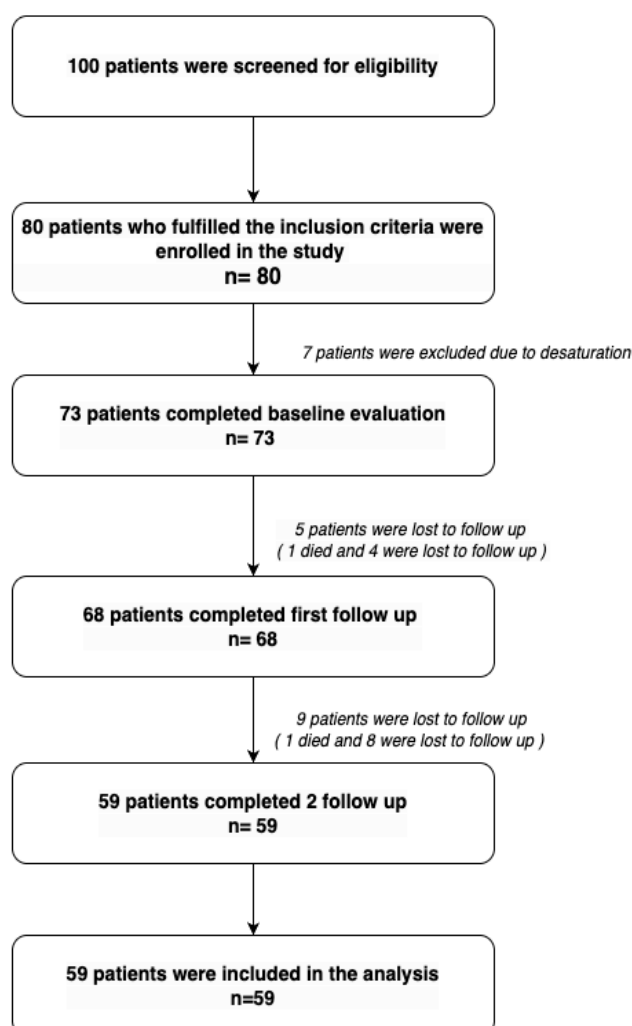 100 patients were screened for eligibility
80 patients who fulfilled the inclusion criteria were
enrolled in the study
n= 80
7 patients were excluded due to desaturation
73 patients completed baseline evaluation
n= 73
5 patients were lost to follow up
( 1 died and 4 were lost to follow up )
68 patients completed first follow up
n= 68
9 patients were lost to follow up
( 1 died and 8 were lost to follow up )
59 patients completed 2 follow up
n= 59
59 patients were included in the analysis
n=59